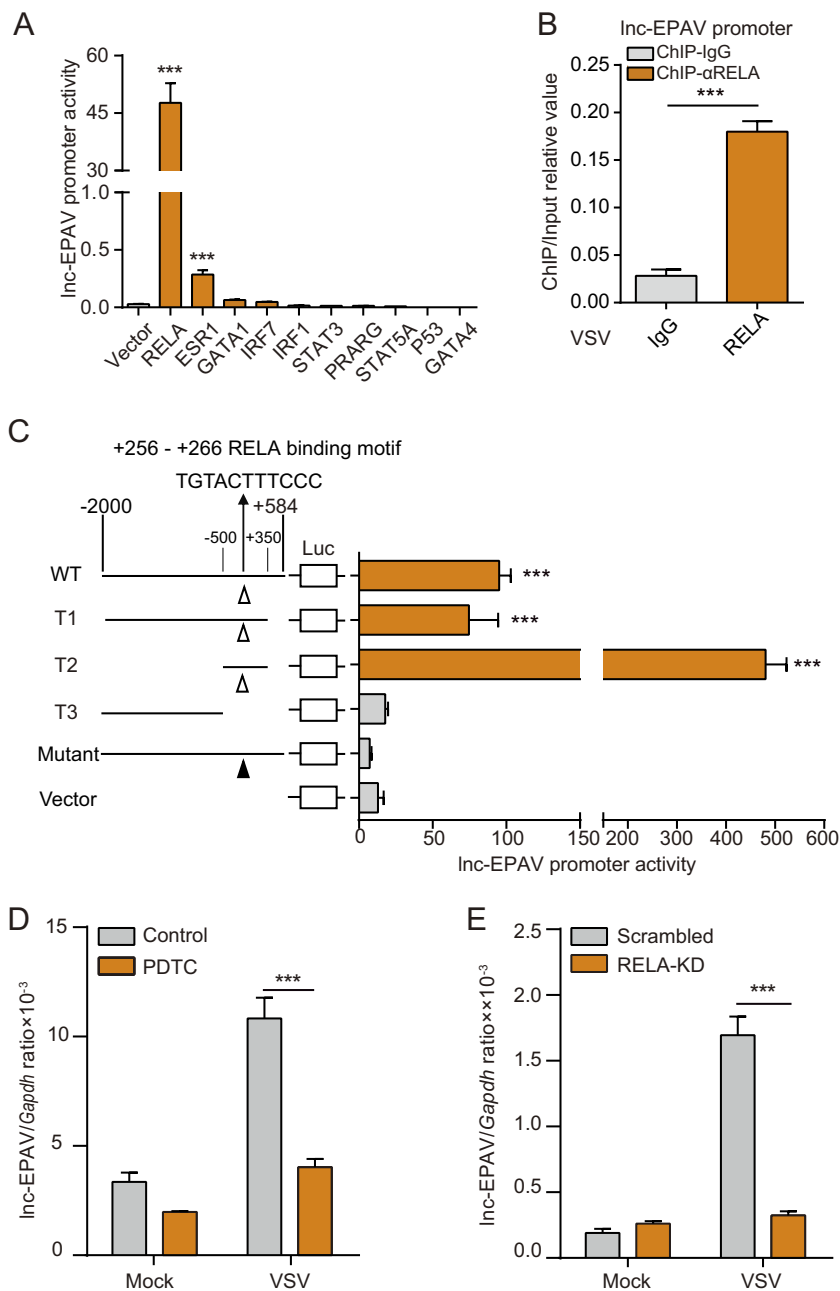 A
lnc-EPAV promoter activity
60
45
30
1.0
0.5
0.0
***
***
Vector
RELA
ESR1
GATA1
IRF7
IRF1
STAT3
PRARG
STAT5A
P53
GATA4
B
lnc-EPAV promoter
ChIP-IgG
ChIP-αRELA
***
ChIP/Input relative value
0.25
0.20
0.15
0.10
0.05
0.00
VSV
IgG
RELA
C
+256 - +266 RELA binding motif
TGTACTTTCCC
-2000
+584
-500
+350
Luc
WT
***
T1
***
T2
***
T3
Mutant
Vector
0 50 100 150 200 300 400 500 600
lnc-EPAV promoter activity
D
Control
PDTC
***
lnc-EPAV/Gapdh ratio×10-3
15
10
5
0
Mock VSV
E
Scrambled
RELA-KD
***
lnc-EPAV/Gapdh ratio××10-3
2.5
2.0
1.5
1.0
0.5
0.0
Mock VSV